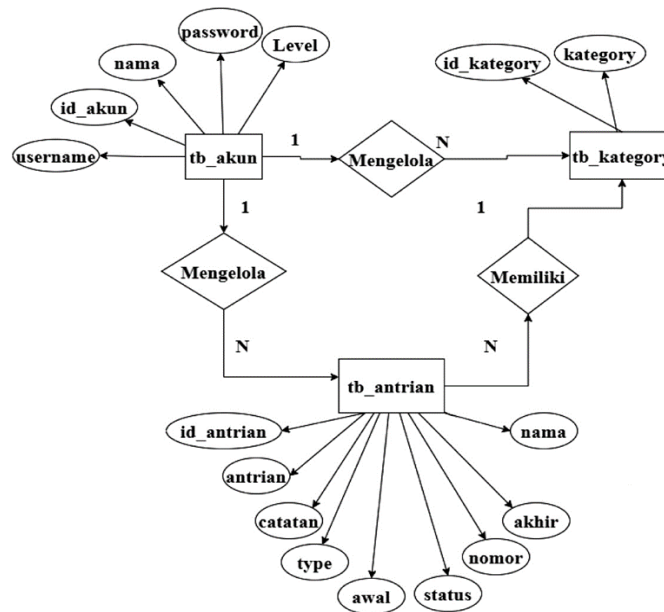 password
Level
nama
id_akun
username
tb_akun
1
Mengelola
N
id_kategory
kategory
tb_kategory
1
Mengelola
N
1
Memiliki
N
tb_antrian
id_antrian
antrian
catatan
type
awal
status
nomor
akhir
nama